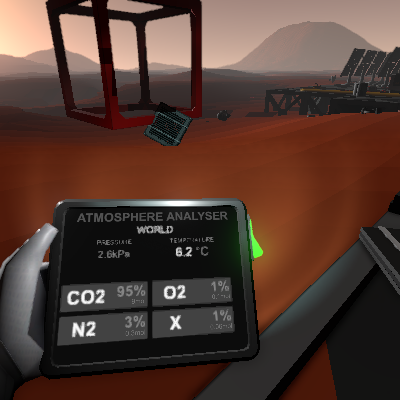 ATMOSPHERE ANALYSER
WORLD
PRESSURE TEMPERATURE
2.6kPa 6.2 °C
CO2 95% O2 1%
N2 3% X 1%